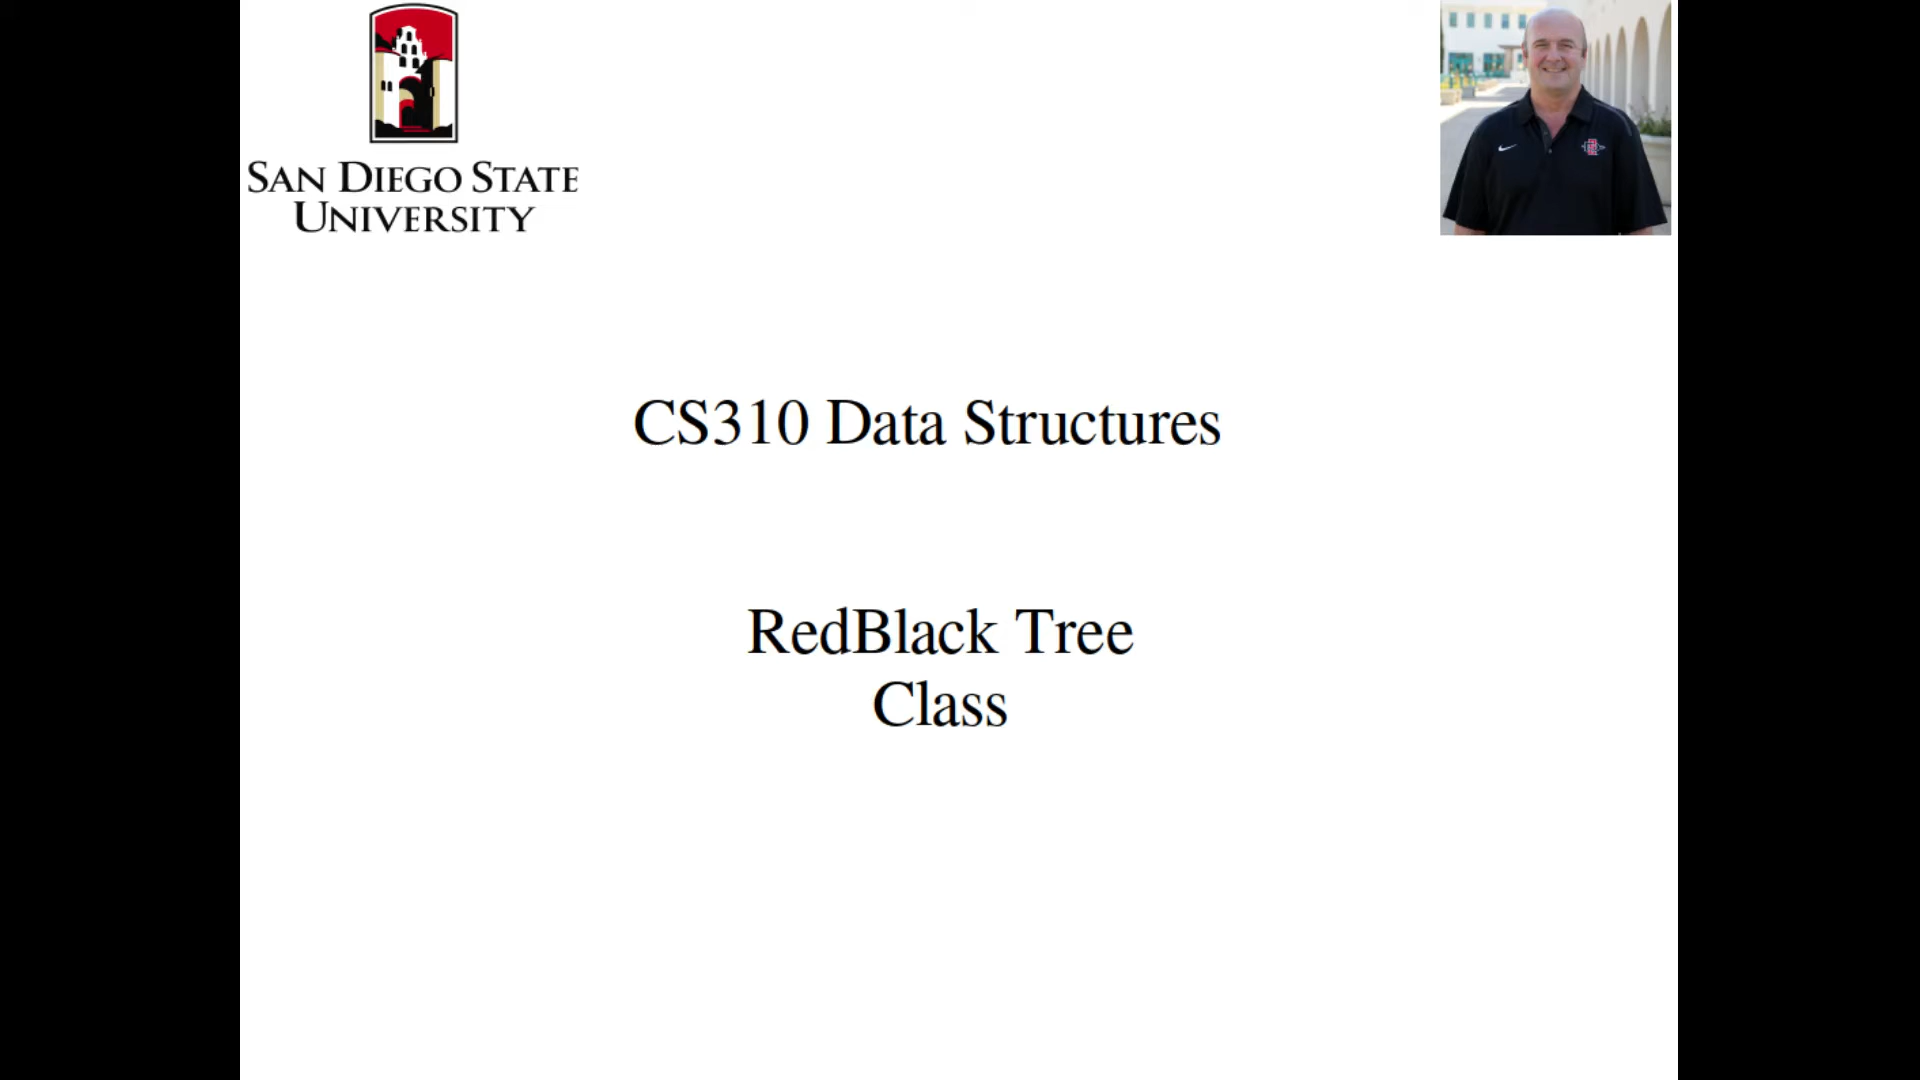 SAN DIEGO STATE
UNIVERSITY
CS310 Data Structures
RedBlack Tree
Class